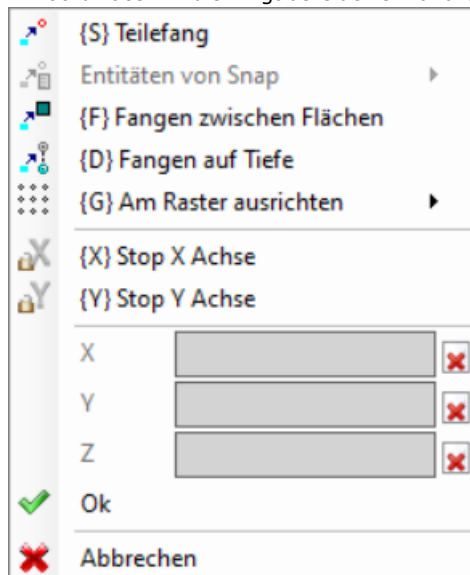 {S} Teilefang
Entitäten von Snap
{F} Fangen zwischen Flächen
{D} Fangen auf Tiefe
{G} Am Raster ausrichten
{X} Stop X Achse
{Y} Stop Y Achse
X
Y
Z
Ok
Abbrechen